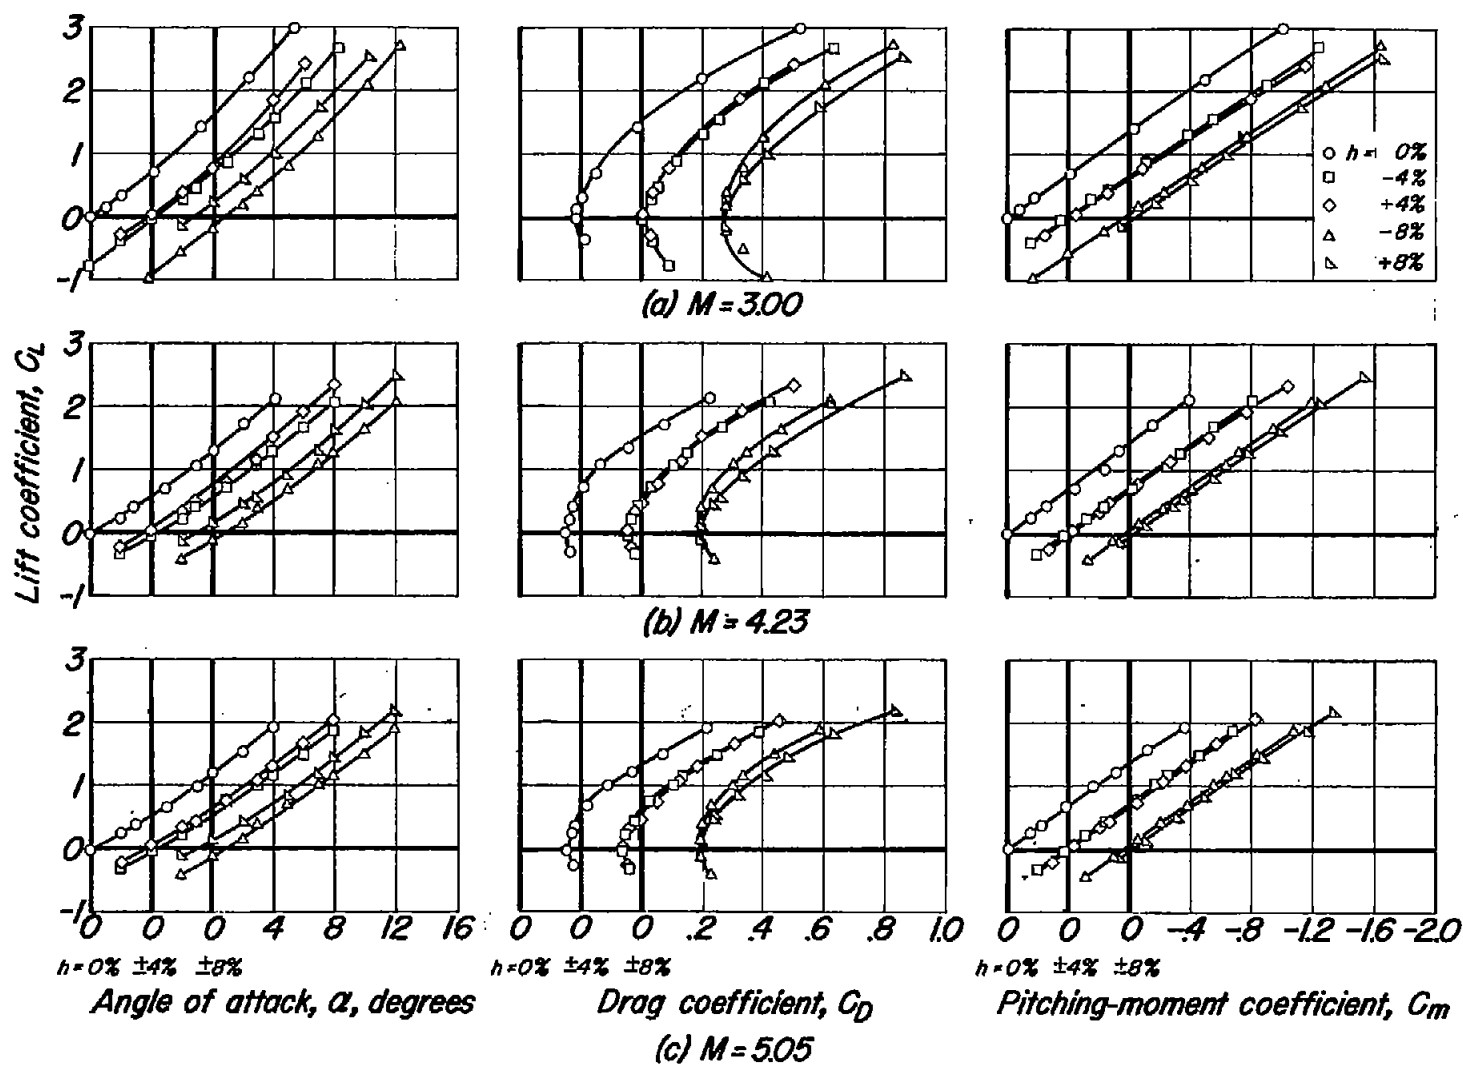 3
2
1
0
-1
h = 0%
-4%
+4%
-8%
+8%
(a) M = 3.00
Lift coefficient, CL
3
2
1
0
-1
(b) M = 4.23
3
2
1
0
-1
0 0 0 4 8 12 16
0 0 0 .2 .4 .6 .8 1.0
0 0 0 -.4 -.8 -1.2 -1.6 -2.0
h = 0% ±4% ±8%
h = 0% ±4% ±8%
h = 0% ±4% ±8%
Angle of attack, α, degrees
Drag coefficient, CD
Pitching-moment coefficient, Cm
(c) M = 5.05